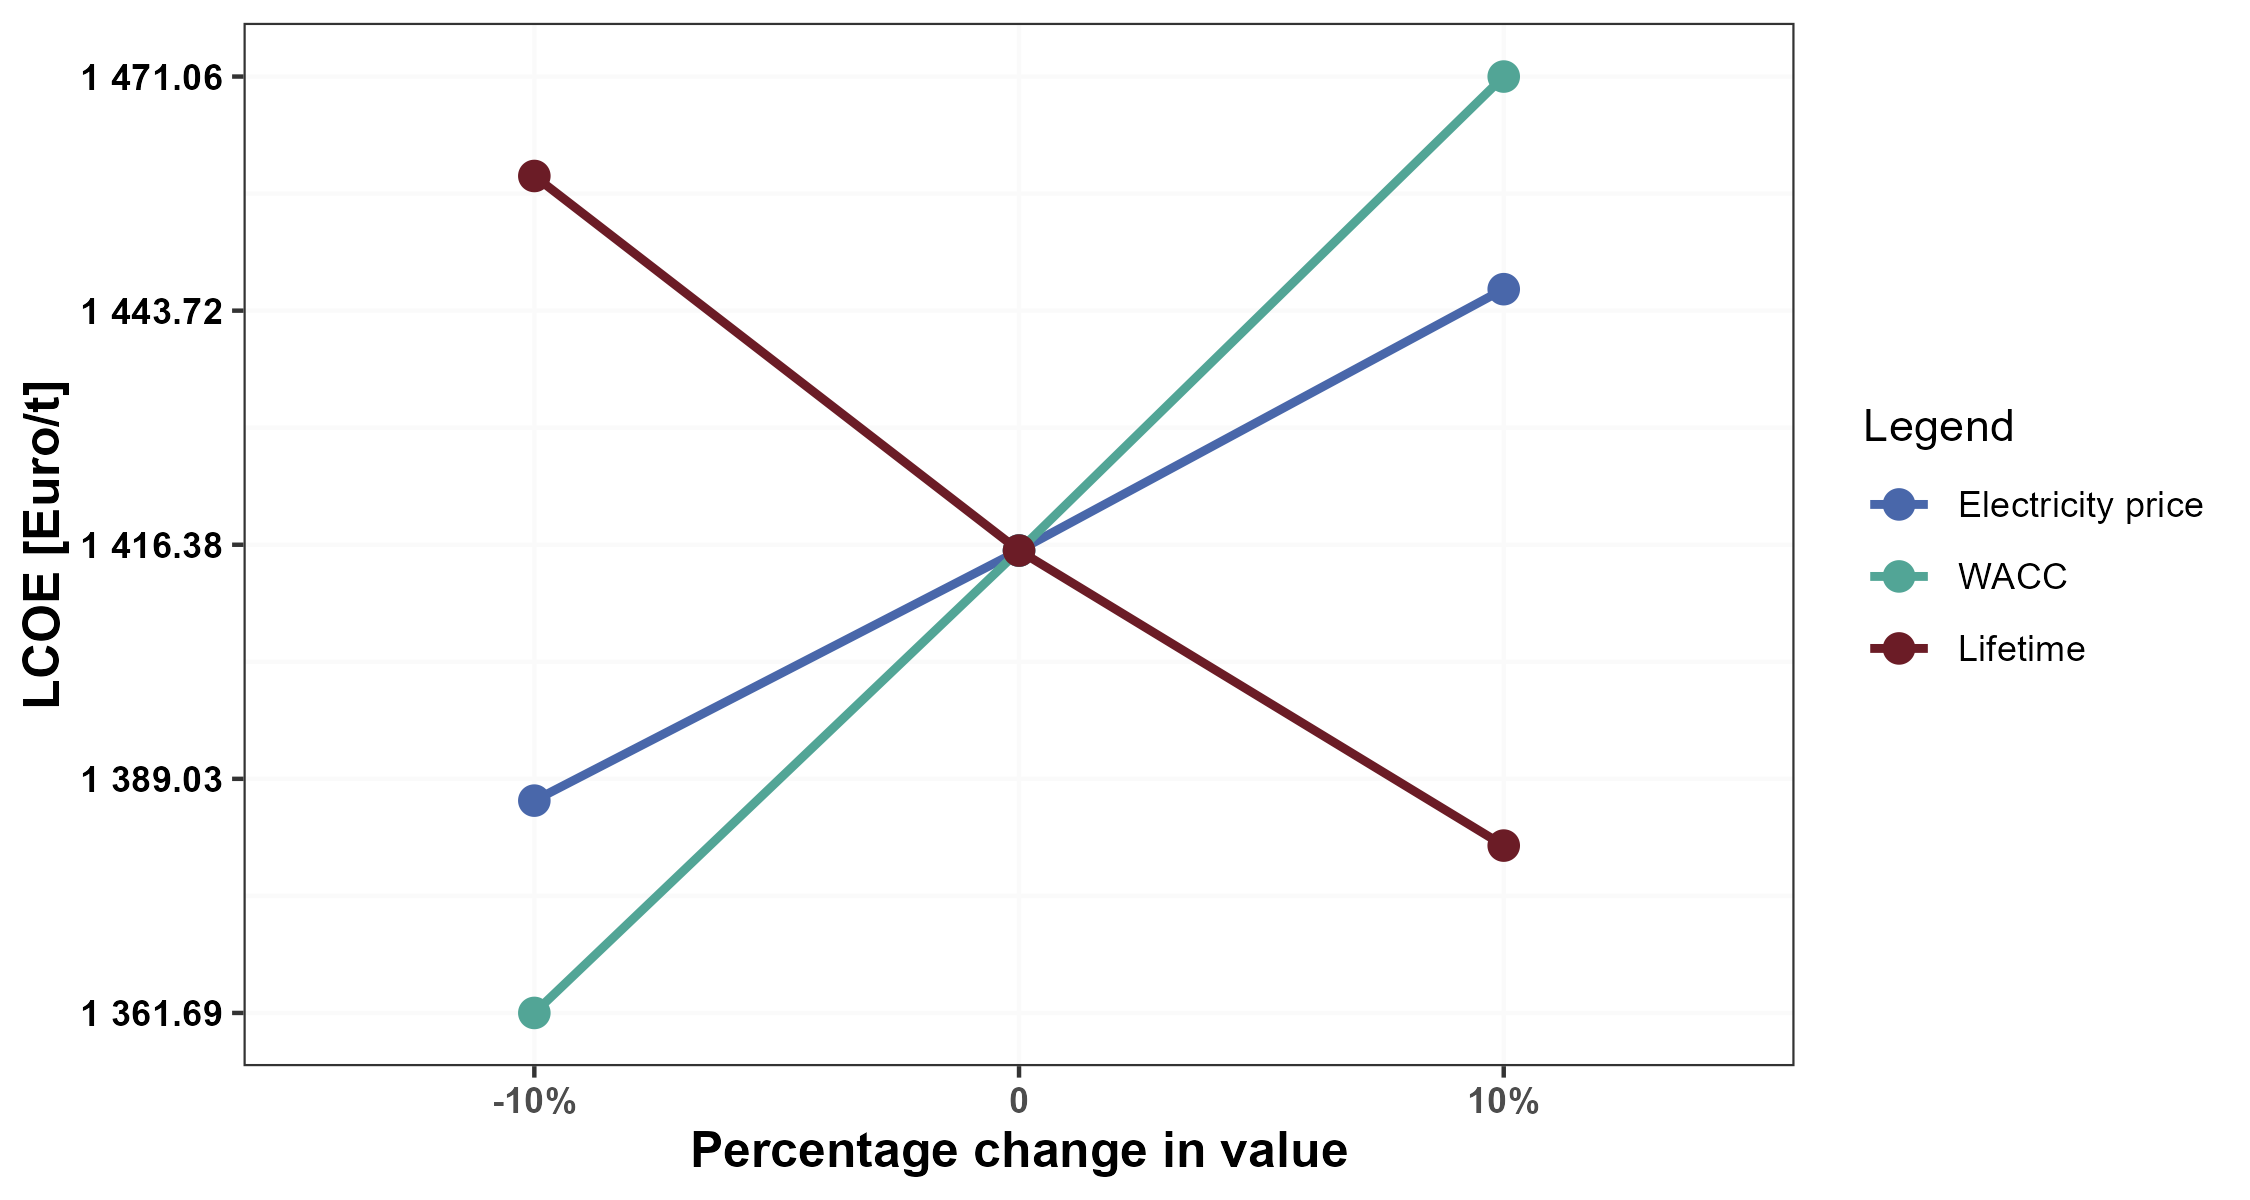 LCOE [Euro/t]
1 471.06
1 443.72
1 416.38
1 389.03
1 361.69
-10%
0
10%
Percentage change in value
Legend
Electricity price
WACC
Lifetime